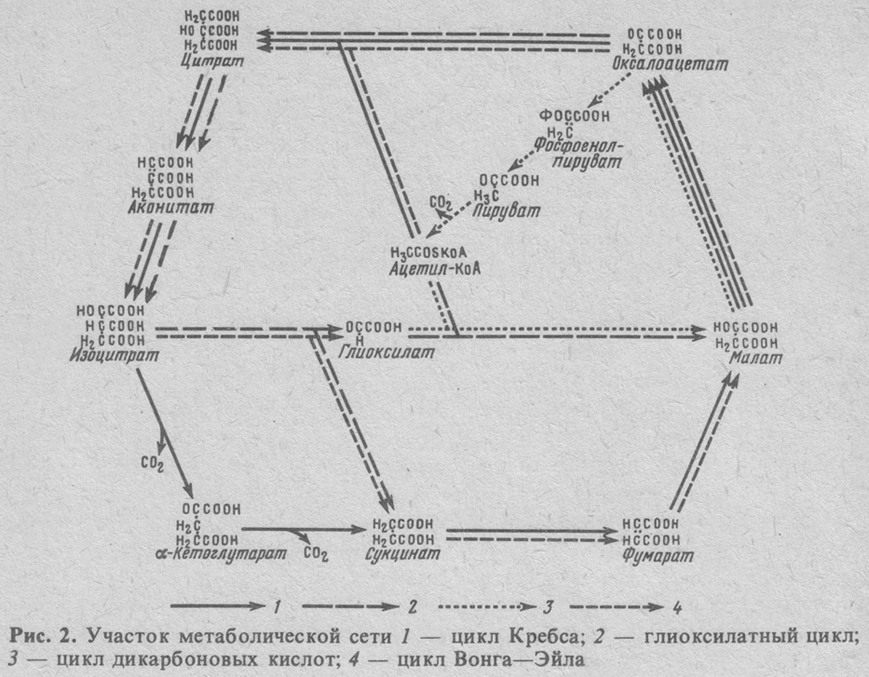 H₂CCOOH
HO CCOOH
H₂CCOOH
Цитрат
OCCOOH
H₂CCOOH
Оксалоацетат
ФОССООН
H₂C
Фосфоенол-
пируват
OCCOOH
H₃C
Пируват
CO₂
H₃CCOSKoA
Ацетил-КоА
HCCOOH
CCOOH
H₂CCOOH
Аконитат
HOCCOOH
HCCOOH
H₂CCOOH
Изоцитрат
OCCOOH
H
Глиоксилат
HOCCOOH
H₂CCOOH
Малат
CO₂
OCCOOH
H₂C
H₂CCOOH
α-Кетоглутарат
CO₂
H₂CCOOH
H₂CCOOH
Сукцинат
HCCOOH
HCCOOH
Фумарат
1 2 3 4
Рис. 2. Участок метаболической сети 1 — цикл Кребса; 2 — глиоксилатный цикл;
3 — цикл дикарбоновых кислот; 4 — цикл Вонга—Эйла